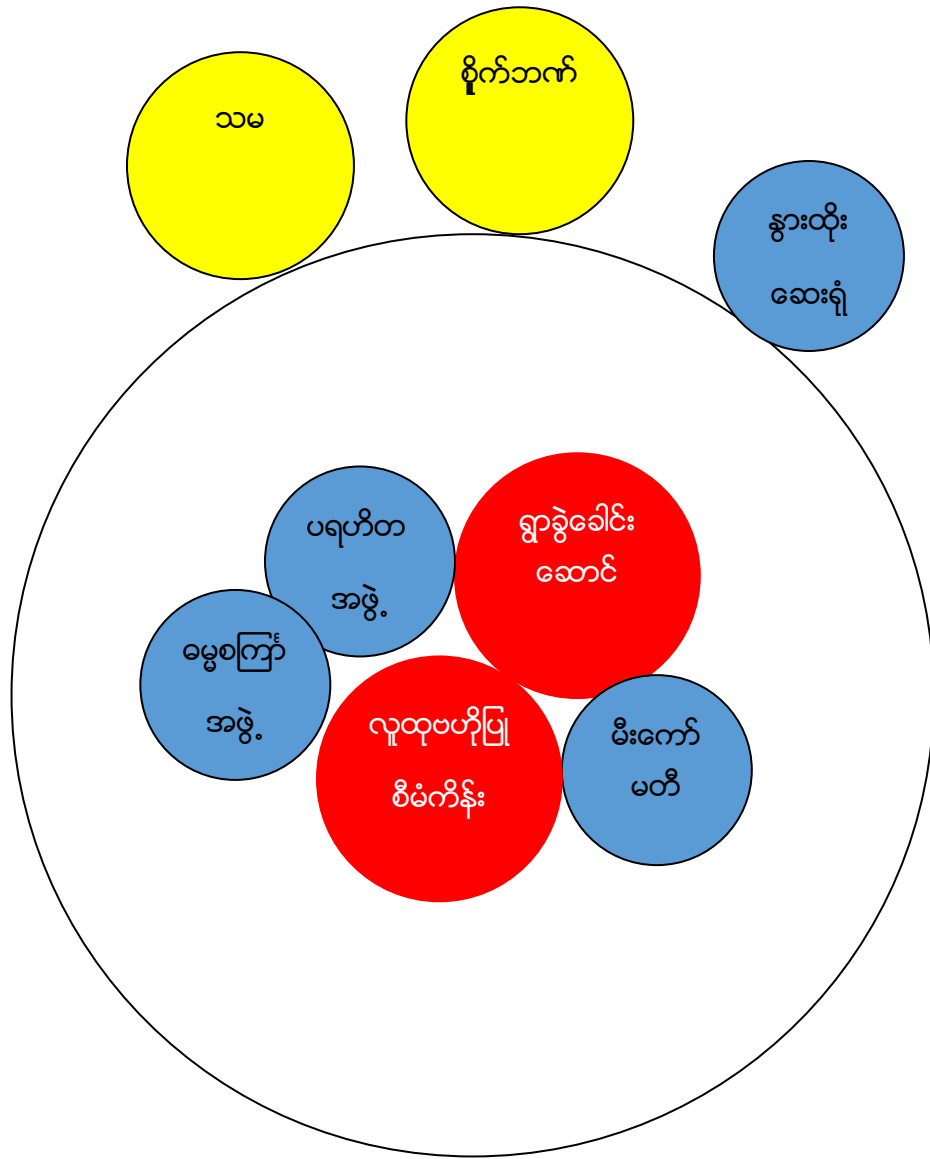 သမ
စိုက်ဘဏ်
နွားထိုး
ဆေးရုံ
ပရဟိတ
အဖွဲ့
ရွာခွဲခေါင်း
ဆောင်
ဓမ္မစကြာ်
အဖွဲ့
လူထုဗဟိုပြု
စီမံကိန်း
မီးကော်
မတီ